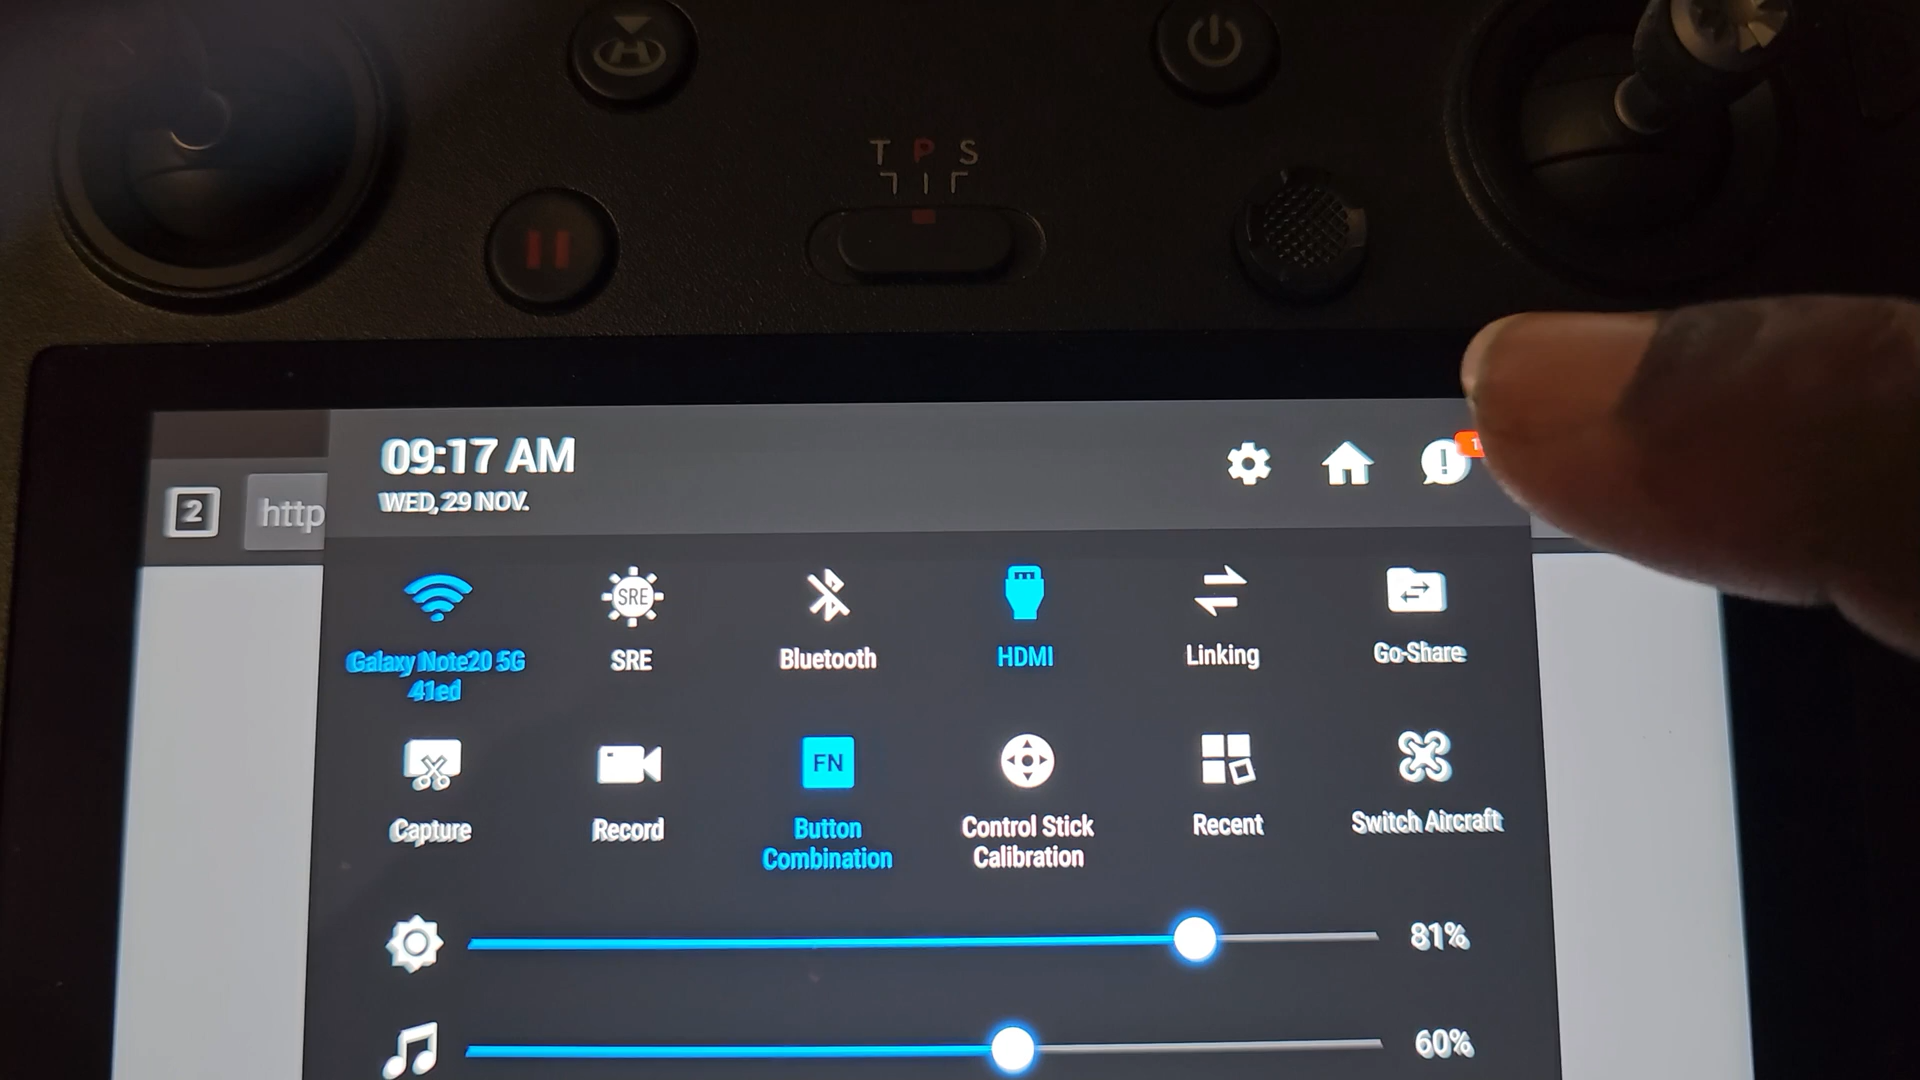 H
T P S
09:17 AM
WED, 29 NOV.
2
http
SRE
Galaxy Note20 5G
41ed
SRE
Bluetooth
HDMI
Linking
Go-Share
FN
Capture
Record
Button
Combination
Control Stick
Calibration
Recent
Switch Aircraft
81%
60%